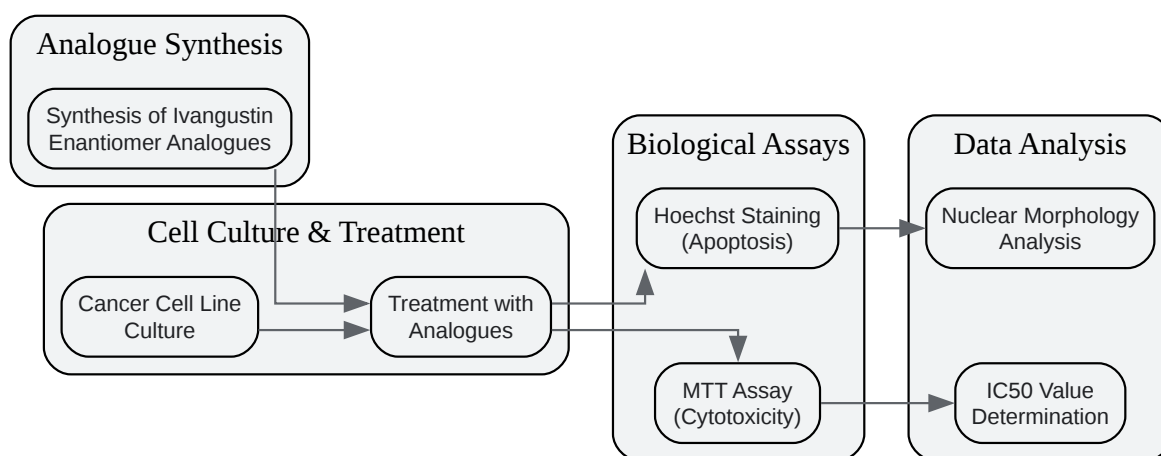 Analogue Synthesis
Synthesis of Ivangustin
Enantiomer Analogues
Cell Culture & Treatment
Cancer Cell Line
Culture
Treatment with
Analogues
Biological Assays
Hoechst Staining
(Apoptosis)
MTT Assay
(Cytotoxicity)
Data Analysis
Nuclear Morphology
Analysis
IC50 Value
Determination